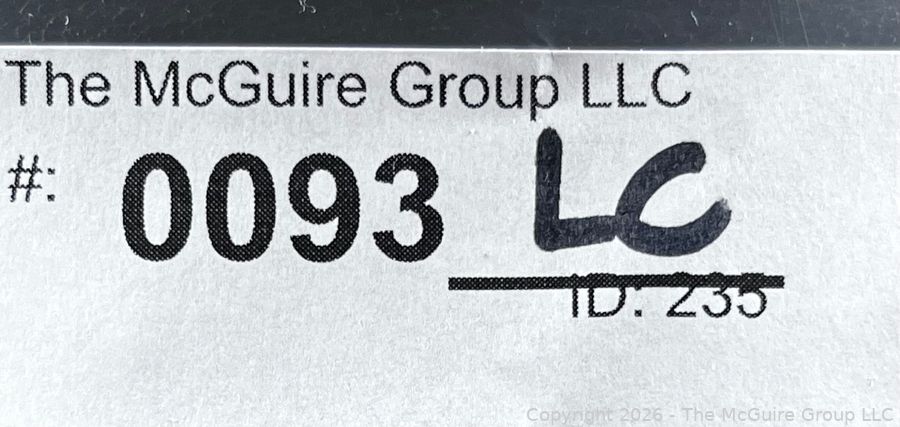 The McGuire Group LLC
#: 0093 LC
ID: 235
Copyright 2026 - The McGuire Group LLC